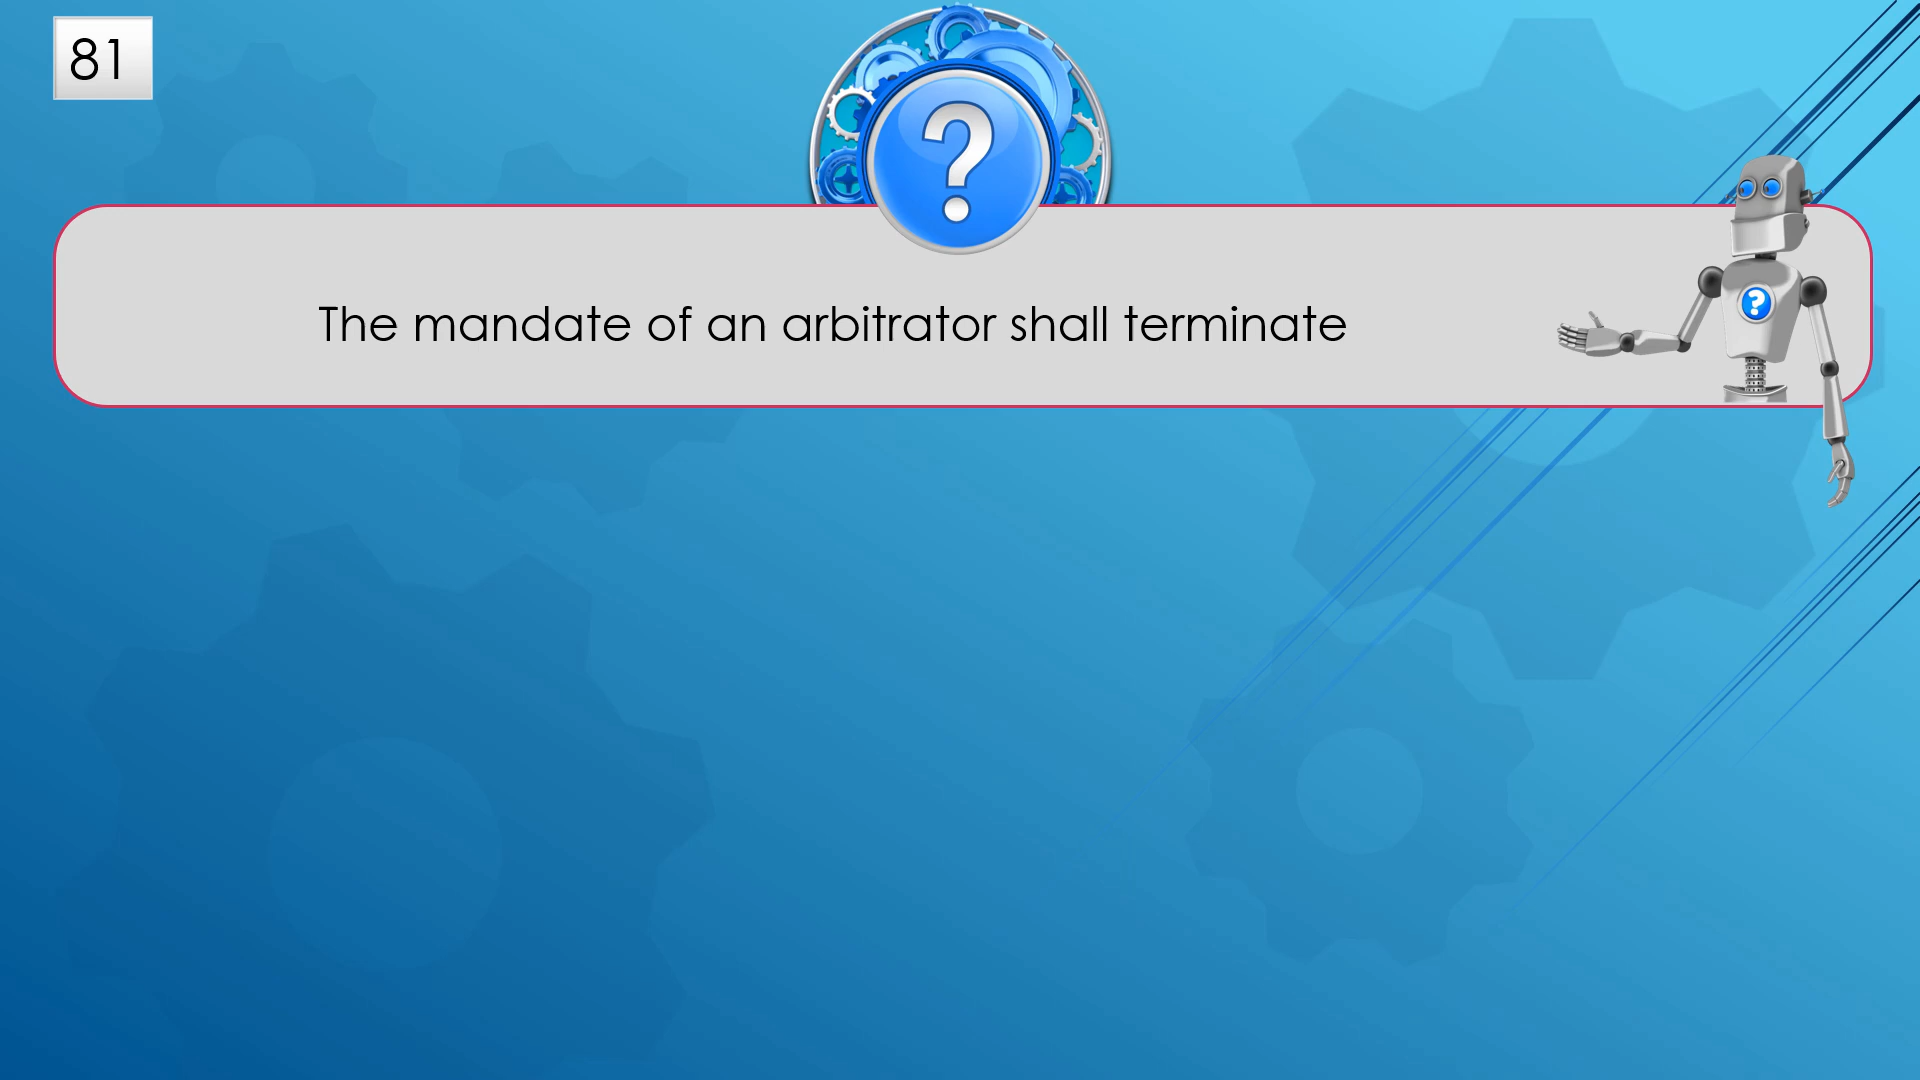 81
?
?
The mandate of an arbitrator shall terminate